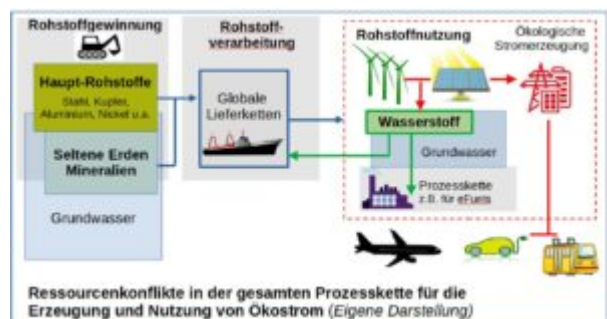 Rohstoffgewinnung
Haupt-Rohstoffe
Stahl, Kupfer,
Aluminium, Nickel u.a.
Seltene Erden
Mineralien
Grundwasser
Rohstoff-
verarbeitung
Globale
Lieferketten
Rohstoffnutzung
Ökologische
Stromerzeugung
Wasserstoff
Grundwasser
Prozesskette
z.B. für eFuels
Ressourcenkonflikte in der gesamten Prozesskette für die
Erzeugung und Nutzung von Ökostrom (Eigene Darstellung)